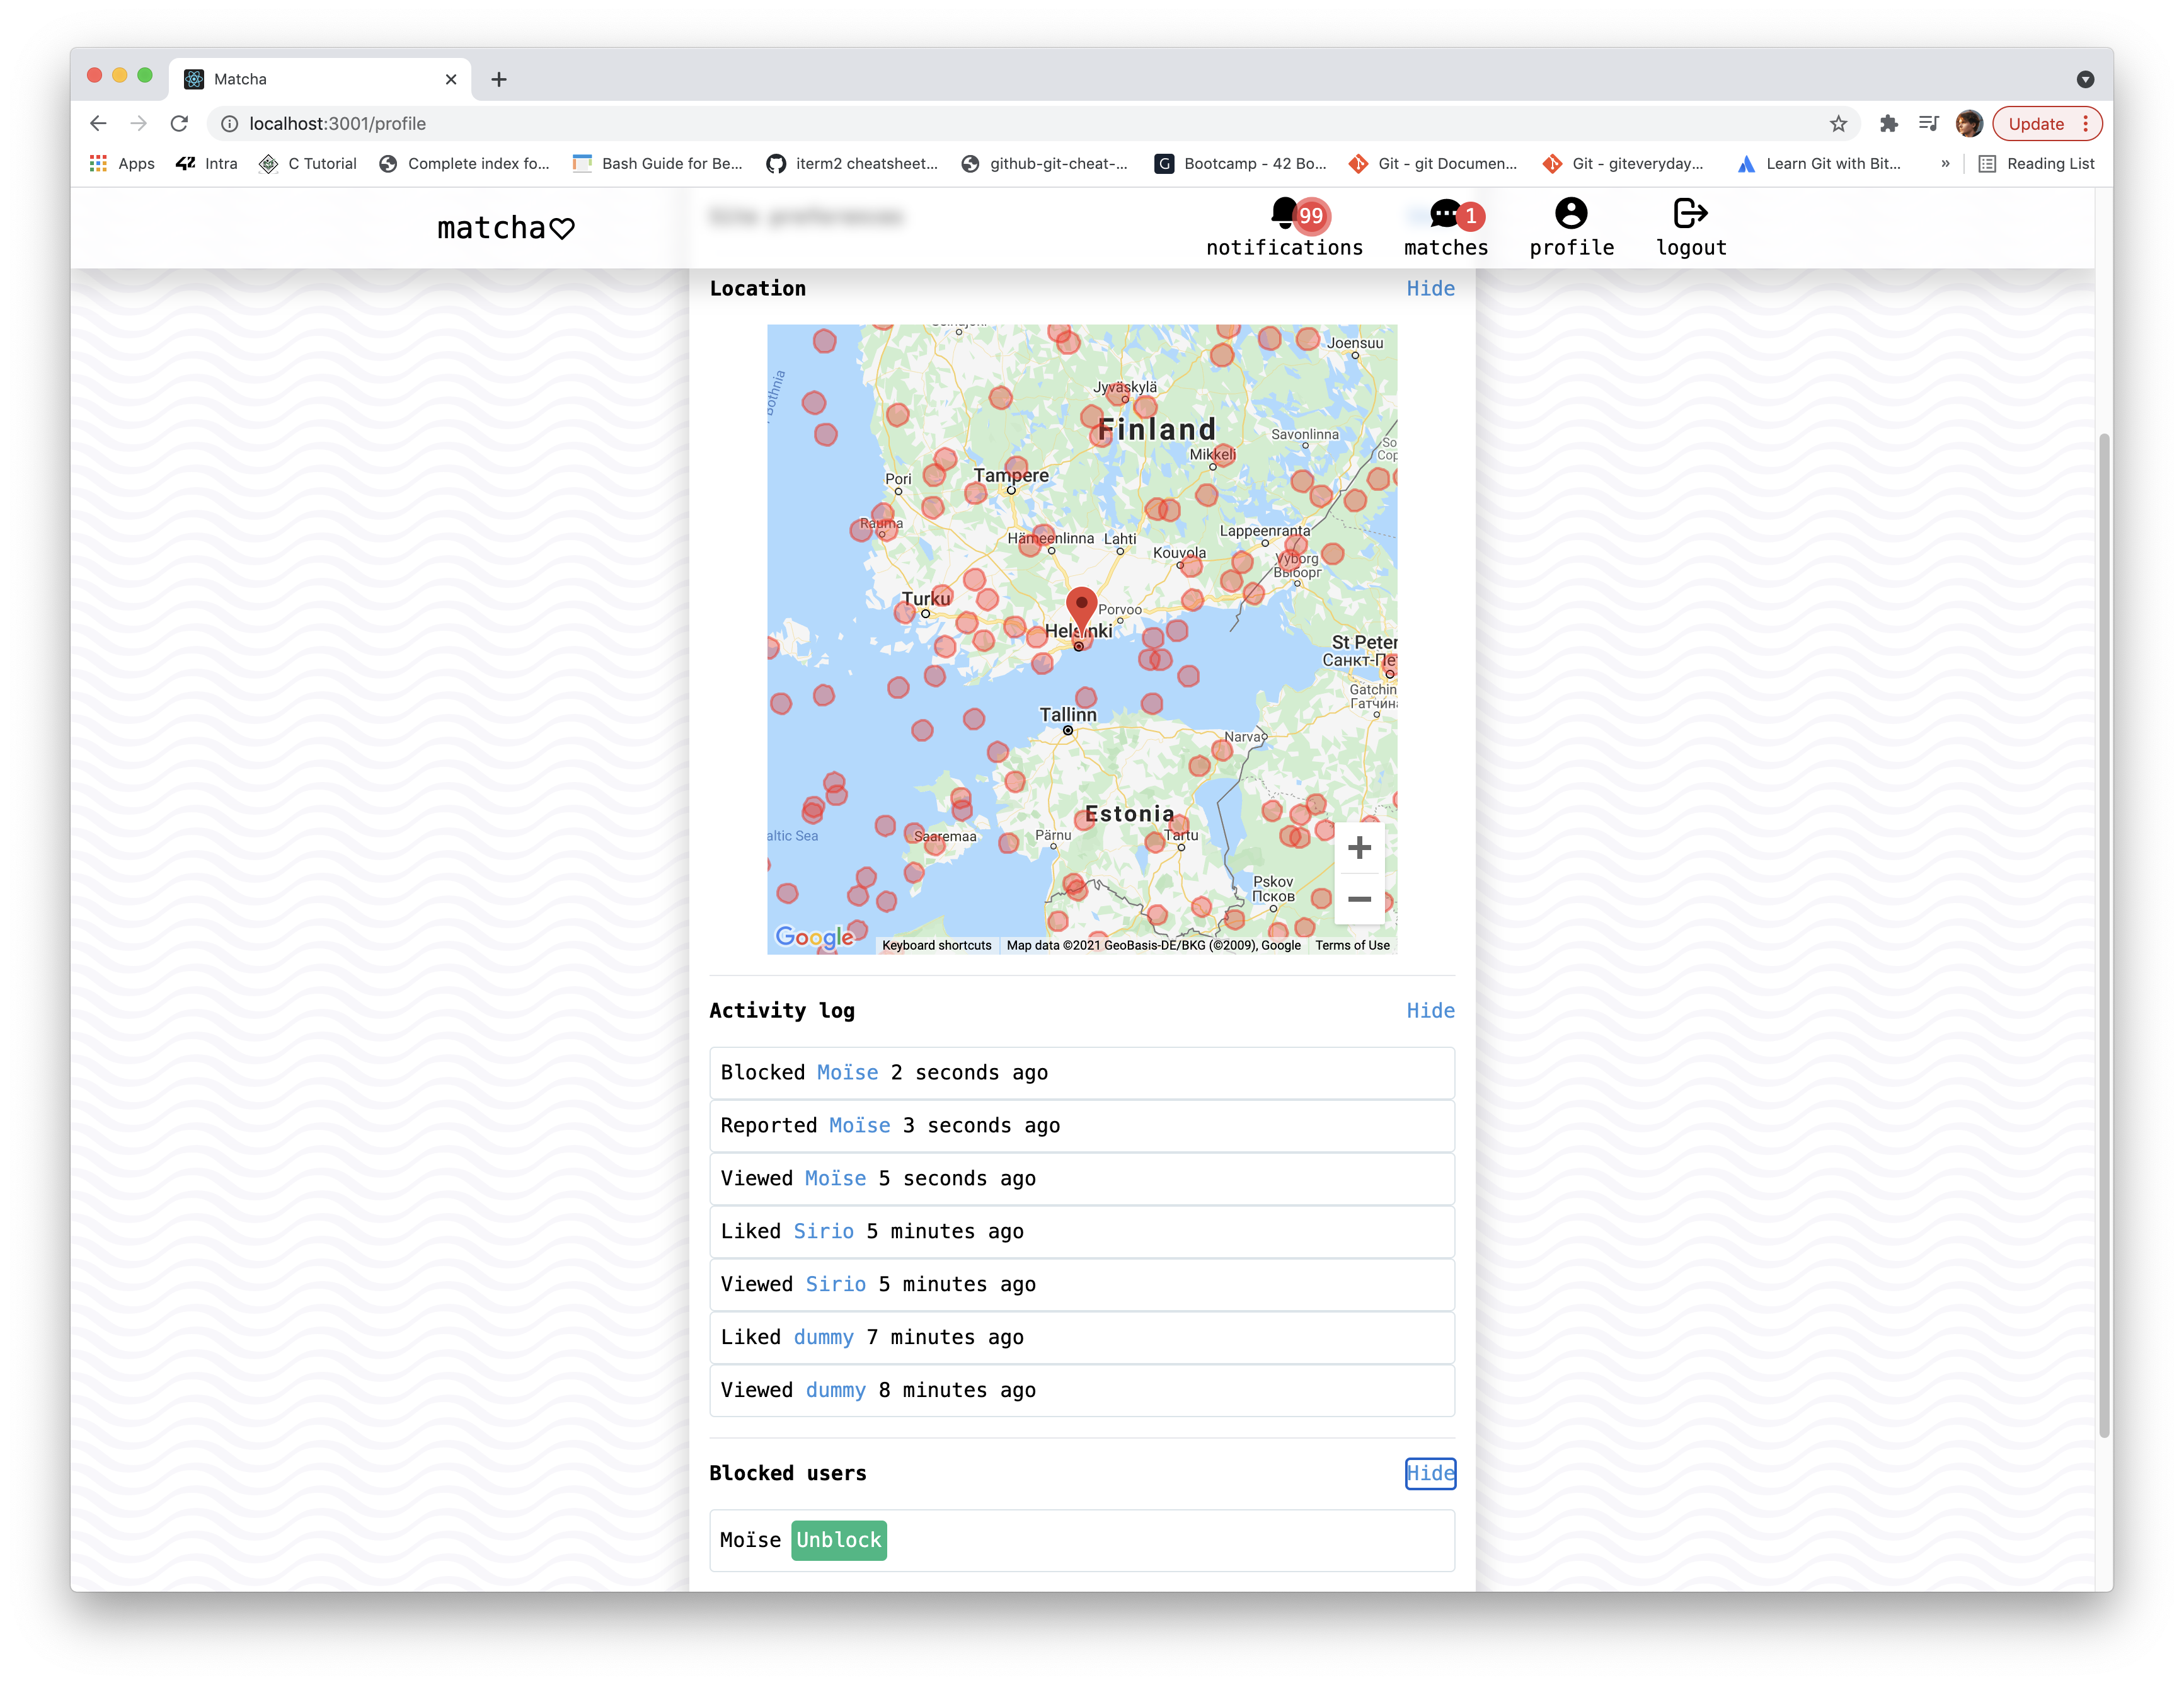 Matcha
localhost:3001/profile
Update
Apps
Intra
C Tutorial
Complete index fo...
Bash Guide for Be...
iterm2 cheatsheet...
github-git-cheat-...
Bootcamp - 42 Bo...
Git - git Documen...
Git - giteveryday...
Learn Git with Bit...
»
Reading List
matcha
Site preferences
99
notifications
1
matches
profile
logout
Location
Hide
Joensuu
Bothnia
Jyväskylä
Finland
Savonlinna
Mikkeli
Pori
Tampere
Rauma
Hämeenlinna
Lahti
Lappeenranta
Kouvola
Vyborg
Выборг
Turku
Porvoo
Helsinki
St Peter
Санкт-Пе
Gatchin
Гатчин
Tallinn
Narva
Estonia
altic Sea
Saaremaa
Pärnu
Tartu
Pskov
Псков
Google
Keyboard shortcuts
Map data ©2021 GeoBasis-DE/BKG (©2009), Google
Terms of Use
Activity log
Hide
Blocked Moïse 2 seconds ago
Reported Moïse 3 seconds ago
Viewed Moïse 5 seconds ago
Liked Sirio 5 minutes ago
Viewed Sirio 5 minutes ago
Liked dummy 7 minutes ago
Viewed dummy 8 minutes ago
Blocked users
Hide
Moïse Unblock